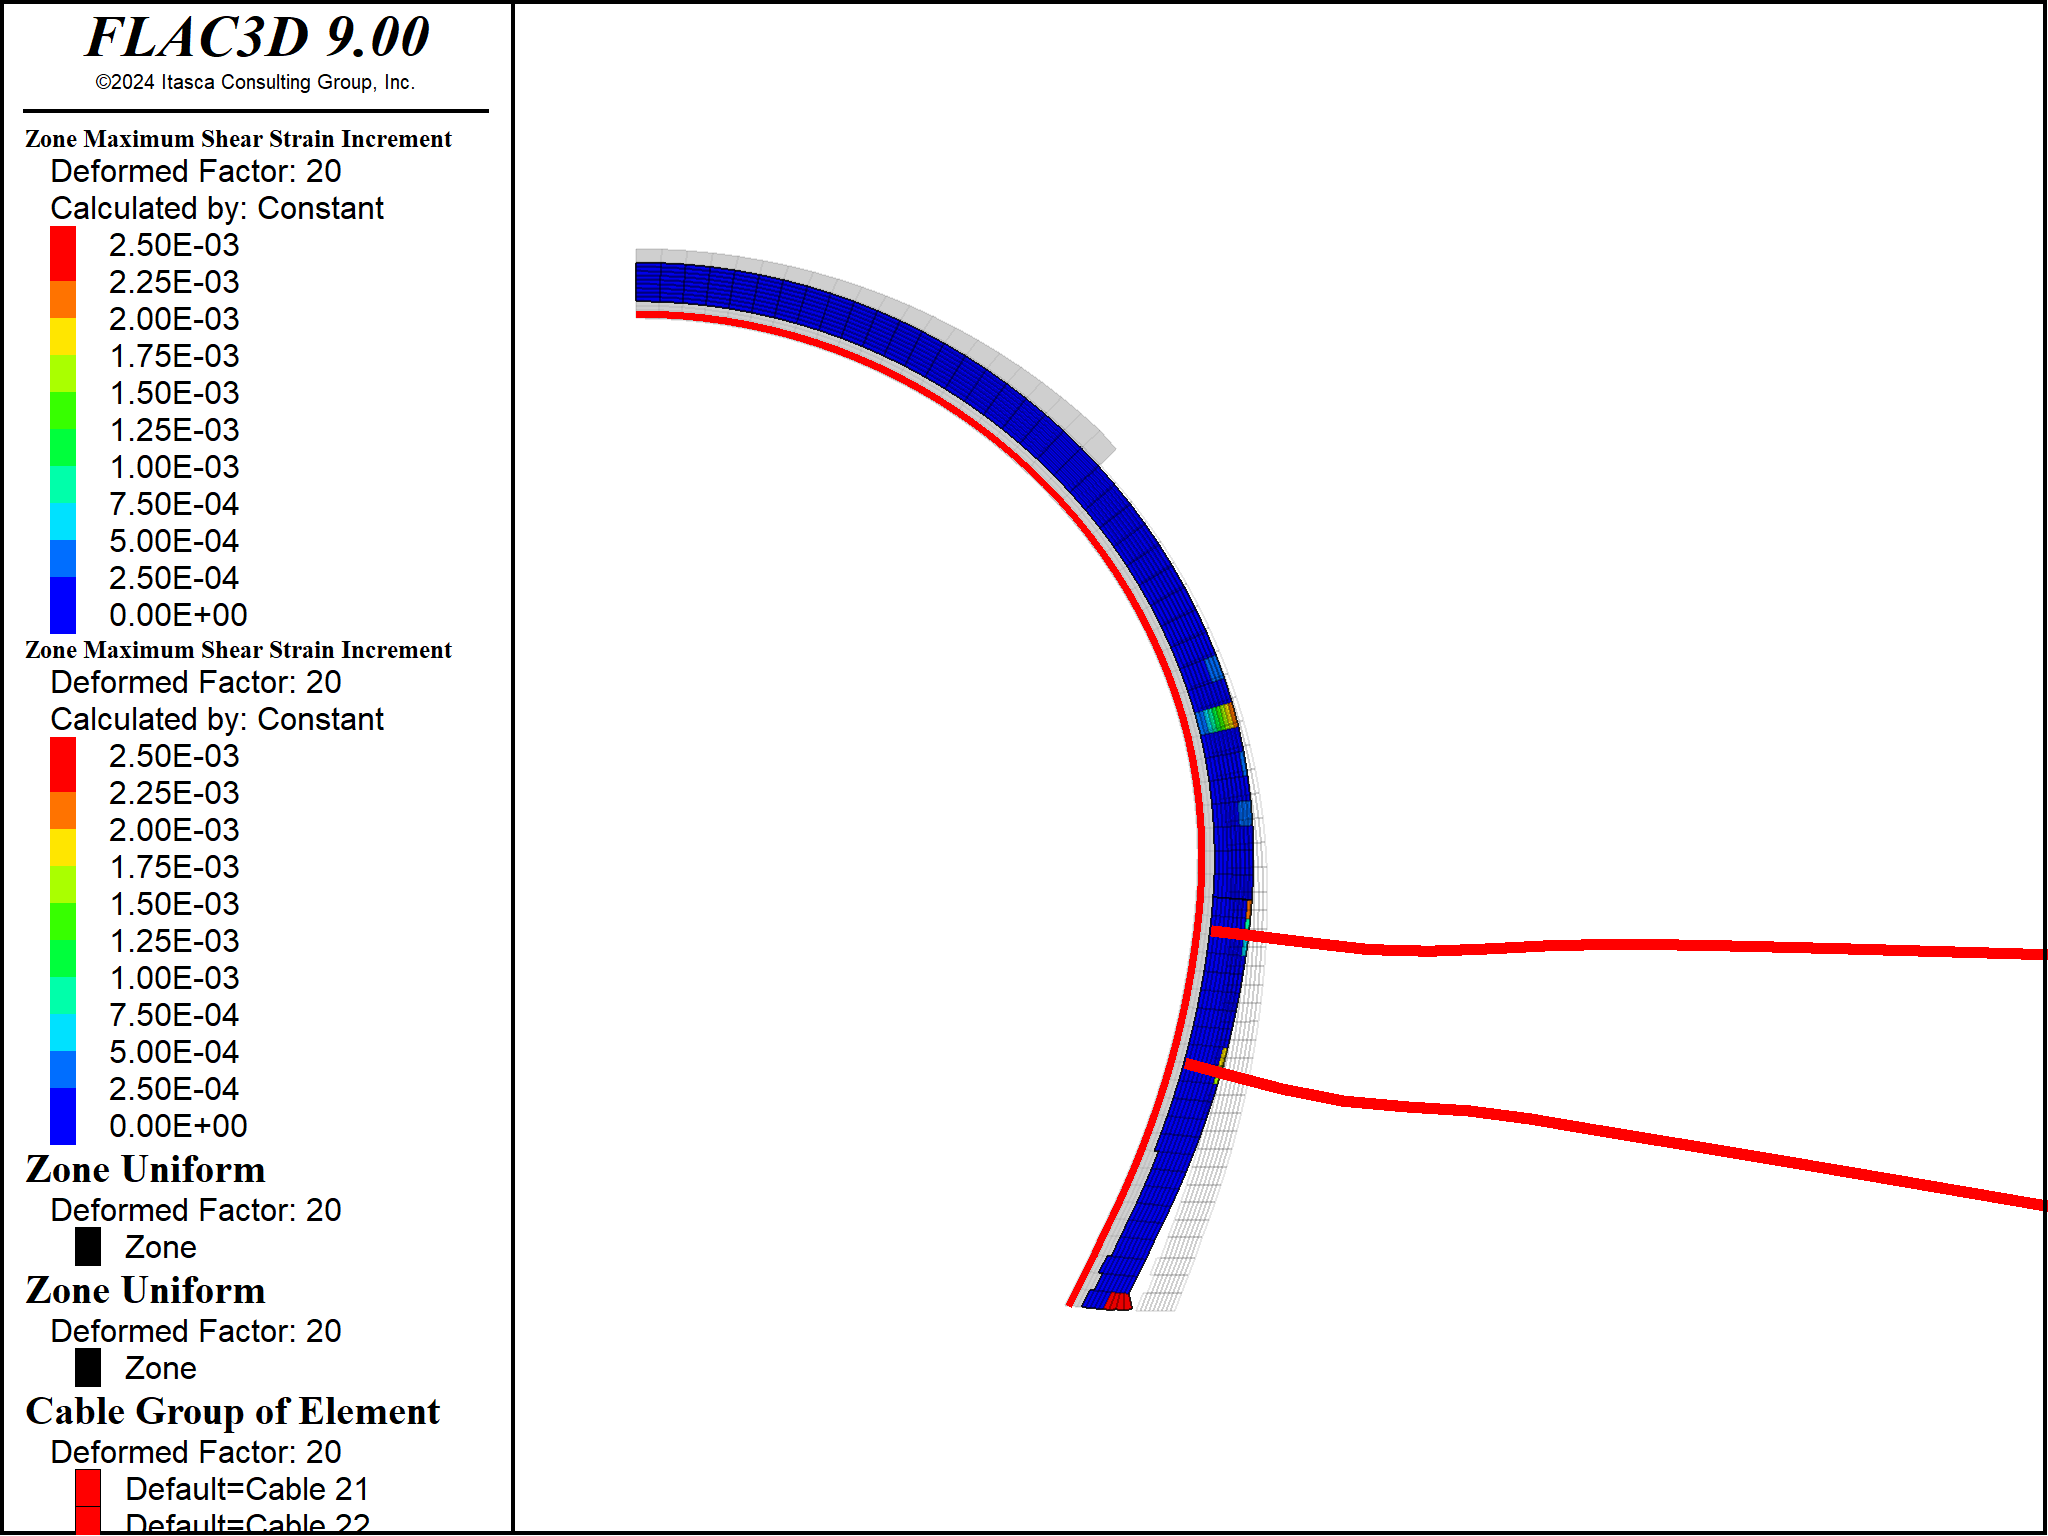 FLAC3D 9.00
©2024 Itasca Consulting Group, Inc.
Zone Maximum Shear Strain Increment
Deformed Factor: 20
Calculated by: Constant
2.50E-03
2.25E-03
2.00E-03
1.75E-03
1.50E-03
1.25E-03
1.00E-03
7.50E-04
5.00E-04
2.50E-04
0.00E+00
Zone Maximum Shear Strain Increment
Deformed Factor: 20
Calculated by: Constant
2.50E-03
2.25E-03
2.00E-03
1.75E-03
1.50E-03
1.25E-03
1.00E-03
7.50E-04
5.00E-04
2.50E-04
0.00E+00
Zone Uniform
Deformed Factor: 20
Zone
Zone Uniform
Deformed Factor: 20
Zone
Cable Group of Element
Deformed Factor: 20
Default=Cable 21
Default=Cable 22